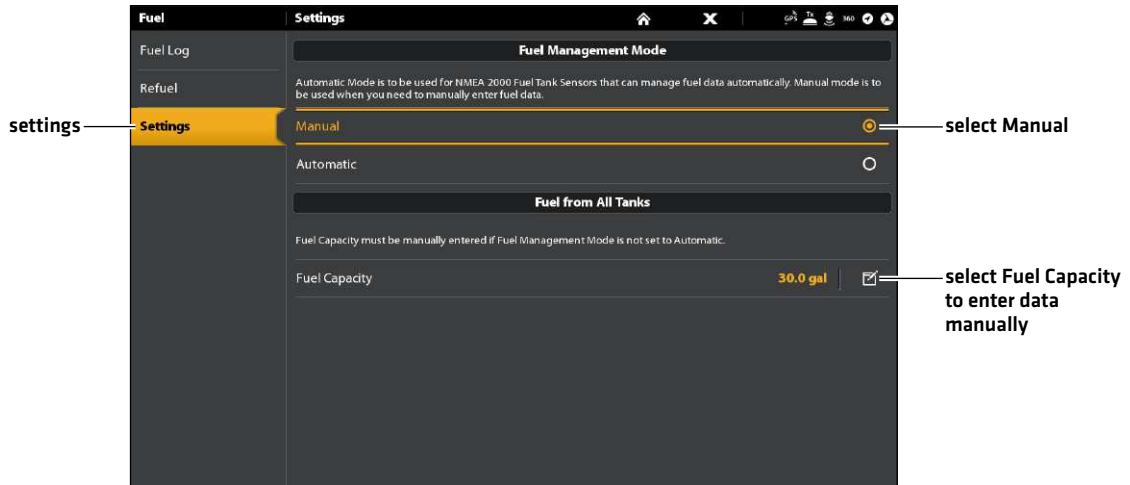 Fuel
Settings
GPS Tx 360
Fuel Log
Refuel
Settings
Fuel Management Mode
Automatic Mode is to be used for NMEA 2000 Fuel Tank Sensors that can manage fuel data automatically. Manual mode is to
be used when you need to manually enter fuel data.
Manual
Automatic
Fuel from All Tanks
Fuel Capacity must be manually entered if Fuel Management Mode is not set to Automatic.
Fuel Capacity 30.0 gal
settings
select Manual
select Fuel Capacity
to enter data
manually